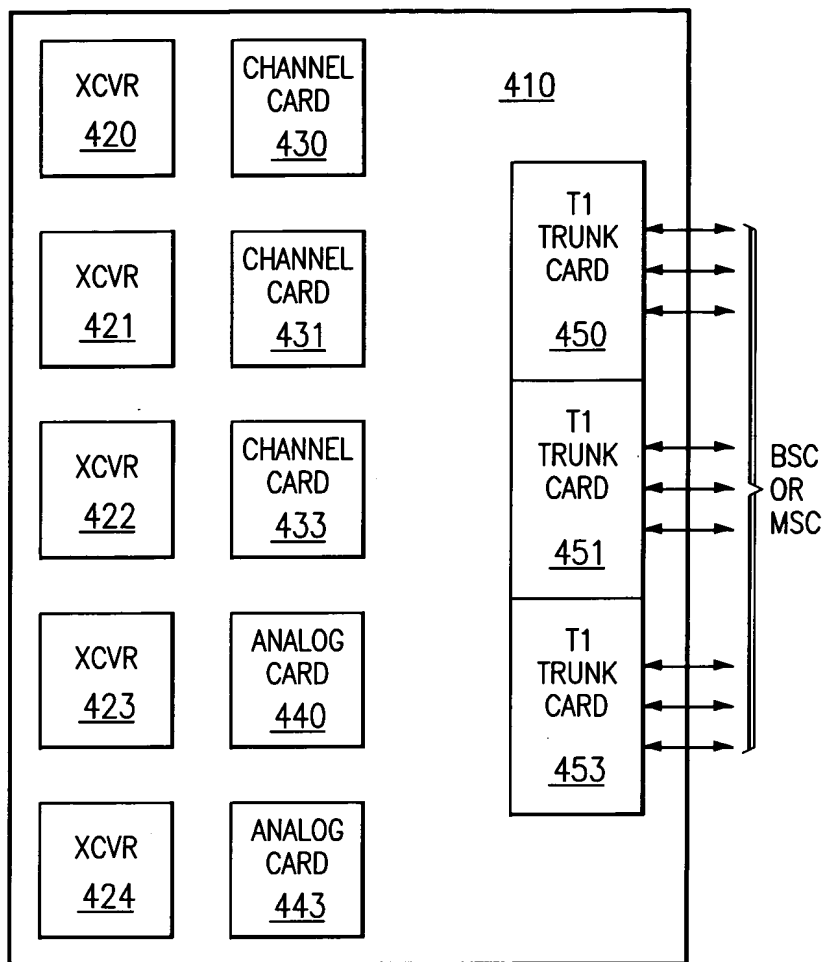 XCVR
420
CHANNEL
CARD
430
410
XCVR
421
CHANNEL
CARD
431
T1
TRUNK
CARD
450
XCVR
422
CHANNEL
CARD
433
T1
TRUNK
CARD
451
BSC
OR
MSC
XCVR
423
ANALOG
CARD
440
T1
TRUNK
CARD
453
XCVR
424
ANALOG
CARD
443